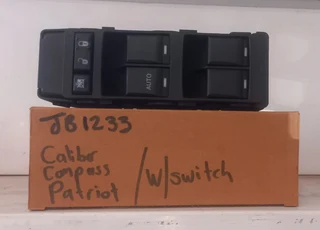 AUTO
JB1233
Caliber
Compass
Patriot
/w/switch